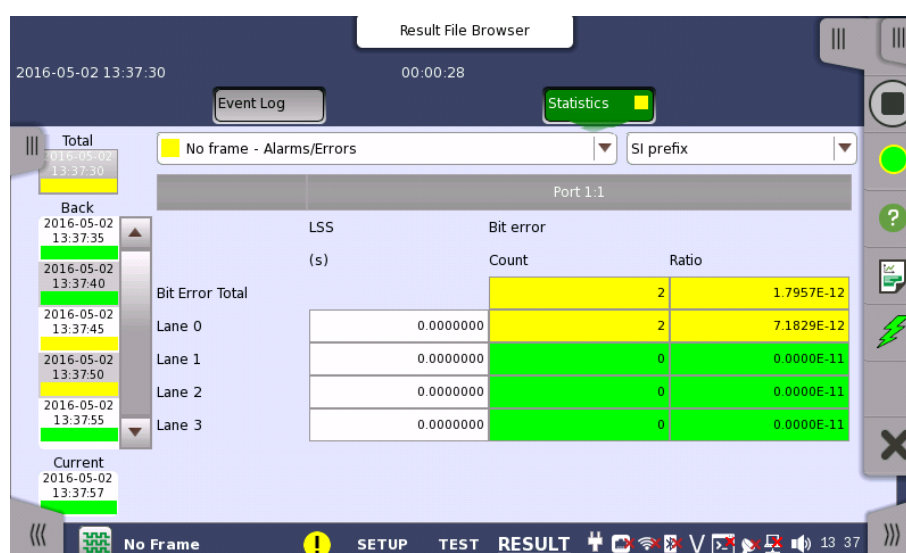 Result File Browser
2016-05-02 13:37:30 00:00:28
Event Log Statistics
Total
2016-05-02
13:37:30
No frame - Alarms/Errors SI prefix
Port 1:1
Back
2016-05-02
13:37:35
2016-05-02
13:37:40
2016-05-02
13:37:45
2016-05-02
13:37:50
2016-05-02
13:37:55
LSS Bit error
(s) Count Ratio
Bit Error Total 2 1.7957E-12
Lane 0 0.0000000 2 7.1829E-12
Lane 1 0.0000000 0 0.0000E-11
Lane 2 0.0000000 0 0.0000E-11
Lane 3 0.0000000 0 0.0000E-11
Current
2016-05-02
13:37:57
No Frame SETUP TEST RESULT 13 37